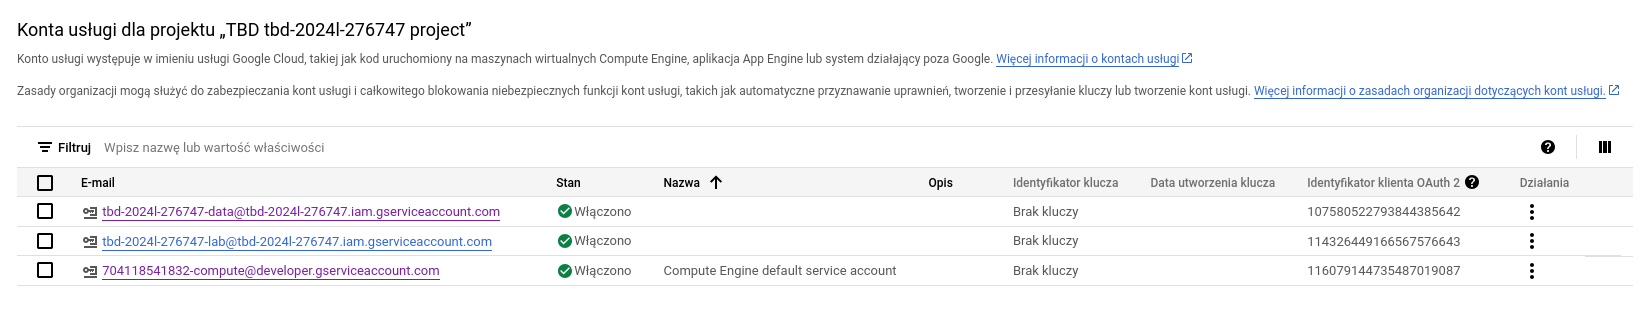 Konta usługi dla projektu „TBD tbd-2024l-276747 project”
Konto usługi występuje w imieniu usługi Google Cloud, takiej jak kod uruchomiony na maszynach wirtualnych Compute Engine, aplikacja App Engine lub system działający poza Google. Więcej informacji o kontach usługi
Zasady organizacji mogą służyć do zabezpieczania kont usługi i całkowitego blokowania niebezpiecznych funkcji kont usługi, takich jak automatyczne przyznawanie uprawnień, tworzenie i przesyłanie kluczy lub tworzenie kont usługi. Więcej informacji o zasadach organizacji dotyczących kont usługi.
Filtruj Wpisz nazwę lub wartość właściwości
E-mail Stan Nazwa Opis Identyfikator klucza Data utworzenia klucza Identyfikator klienta OAuth 2 Działania
tbd-2024l-276747-data@tbd-2024l-276747.iam.gserviceaccount.com Włączono Brak kluczy 107580522793844385642
tbd-2024l-276747-lab@tbd-2024l-276747.iam.gserviceaccount.com Włączono Brak kluczy 114326449166567576643
704118541832-compute@developer.gserviceaccount.com Włączono Compute Engine default service account Brak kluczy 116079144735487019087